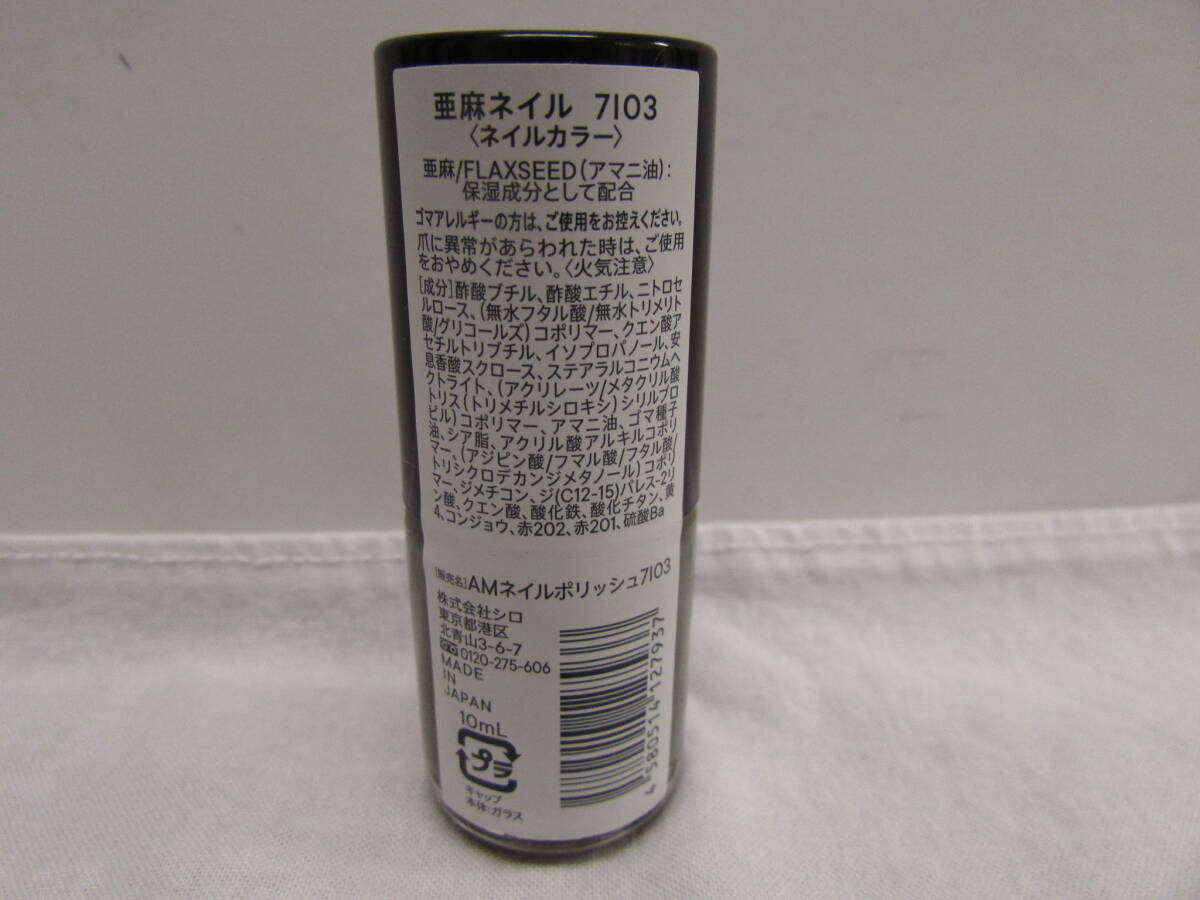 亜麻ネイル 7103
〈ネイルカラー〉
亜麻/FLAXSEED(アマニ油):
保湿成分として配合
ゴマアレルギーの方は、ご使用をお控えください。
爪に異常があらわれた時は、ご使用
をおやめください。〈火気注意〉
[成分]酢酸ブチル、酢酸エチル、ニトロセ
ルロース、(無水フタル酸/無水トリメリト
酸/グリコールズ)コポリマー、クエン酸ア
セチルトリブチル、イソプロパノール、安
息香酸スクロース、ステアラルコニウムヘ
クトライト、(アクリレーツ/メタクリル酸
トリス(トリメチルシロキシ)シリルプロ
ピル)コポリマー、アマニ油、ゴマ種子
油、シア脂、アクリル酸アルキルコポリ
マー、(アジピン酸/フマル酸/フタル酸/
トリシクロデカンジメタノール)コポリ
マー、ジメチコン、ジ(C12-15)パレス-2リ
ン酸、クエン酸、酸化鉄、酸化チタン、黄
4、コンジョウ、赤202、赤201、硫酸Ba
[販売名]AMネイルポリッシュ7103
株式会社シロ
東京都港区
北青山3-6-7
0120-275-606
MADE
IN
JAPAN
10mL
プラ
キャップ
本体:ガラス
4580514127937